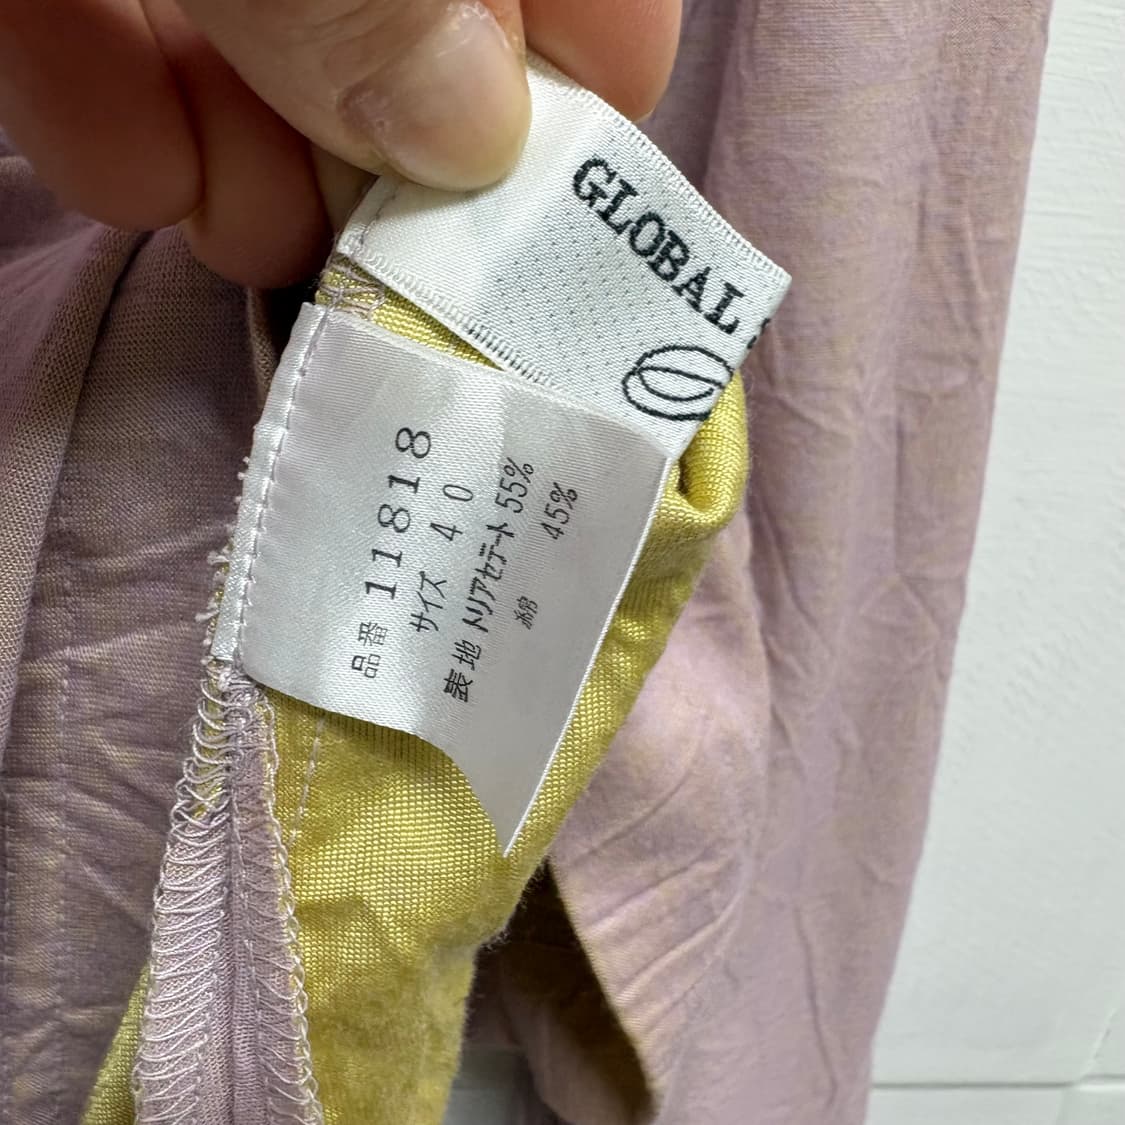 GLOBAL
品番 11818
サイズ 40
表地 トリアセテート 55%
綿 45%